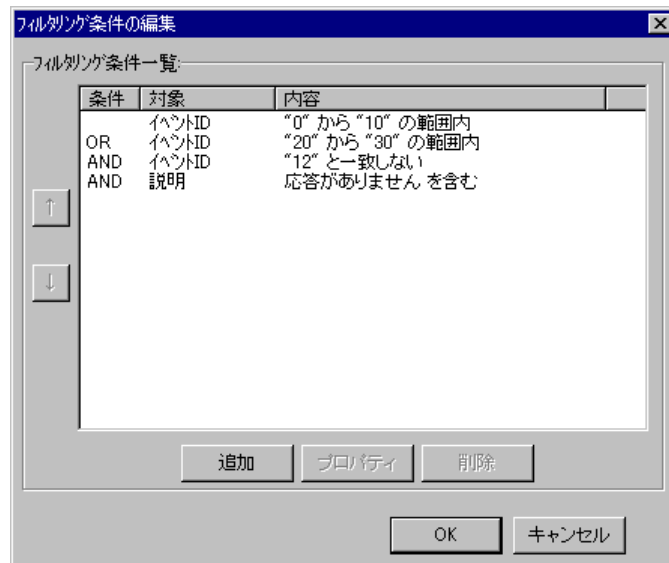 フィルタリング条件の編集
フィルタリング条件一覧:
条件 対象 内容
イベントID "0" から "10" の範囲内
OR イベントID "20" から "30" の範囲内
AND イベントID "12" と一致しない
AND 説明 応答がありません を含む
↑
↓
追加 プロパティ 削除
OK キャンセル